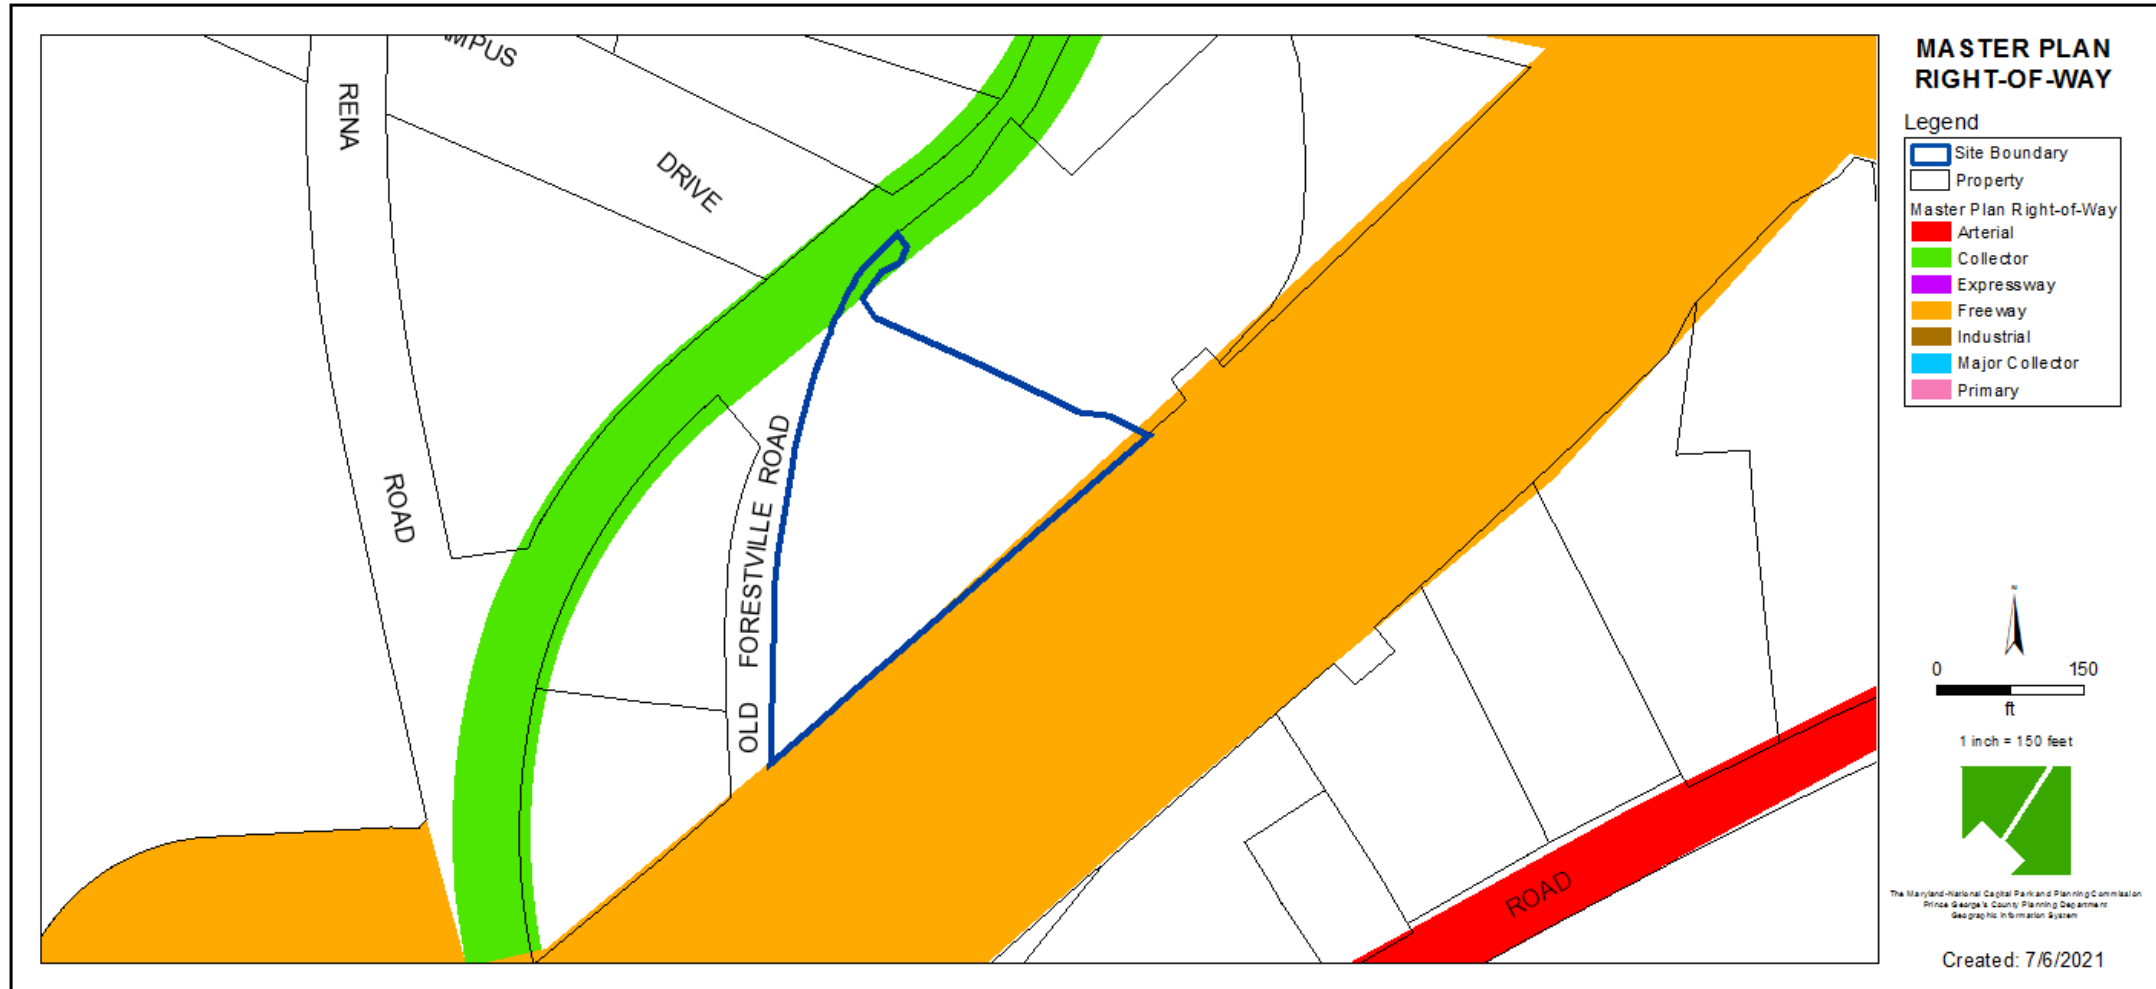 MASTER PLAN
RIGHT-OF-WAY
Legend
Site Boundary
Property
Master Plan Right-of-Way
Arterial
Collector
Expressway
Freeway
Industrial
Major Collector
Primary
N
0 150
ft
1 inch = 150 feet
The Maryland-National Capital Park and Planning Commission
Prince George's County Planning Department
Geographic Information System
Created: 7/6/2021
AMPUS
DRIVE
RENA
ROAD
OLD FORESTVILLE ROAD
ROAD